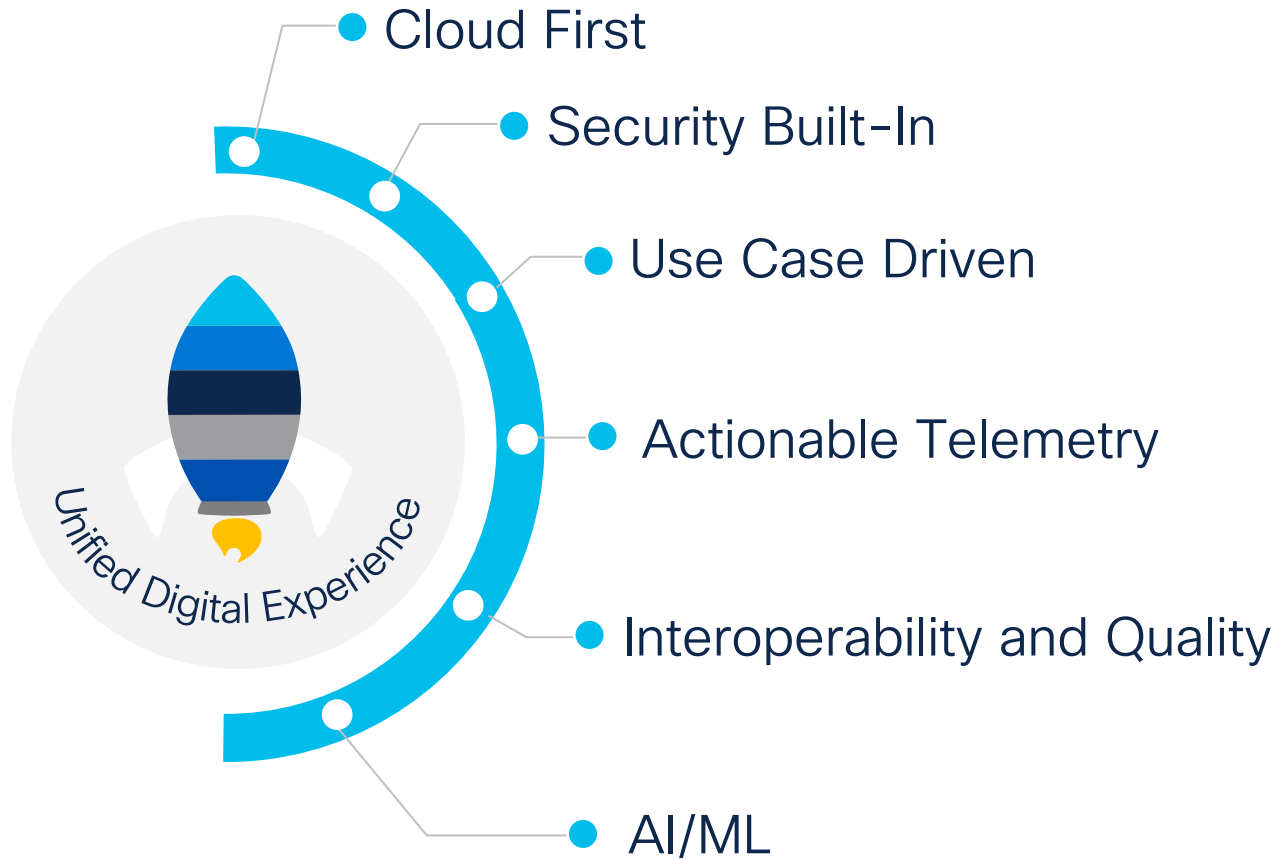 Cloud First
Security Built-In
Use Case Driven
Actionable Telemetry
Unified Digital Experience
Interoperability and Quality
AI/ML